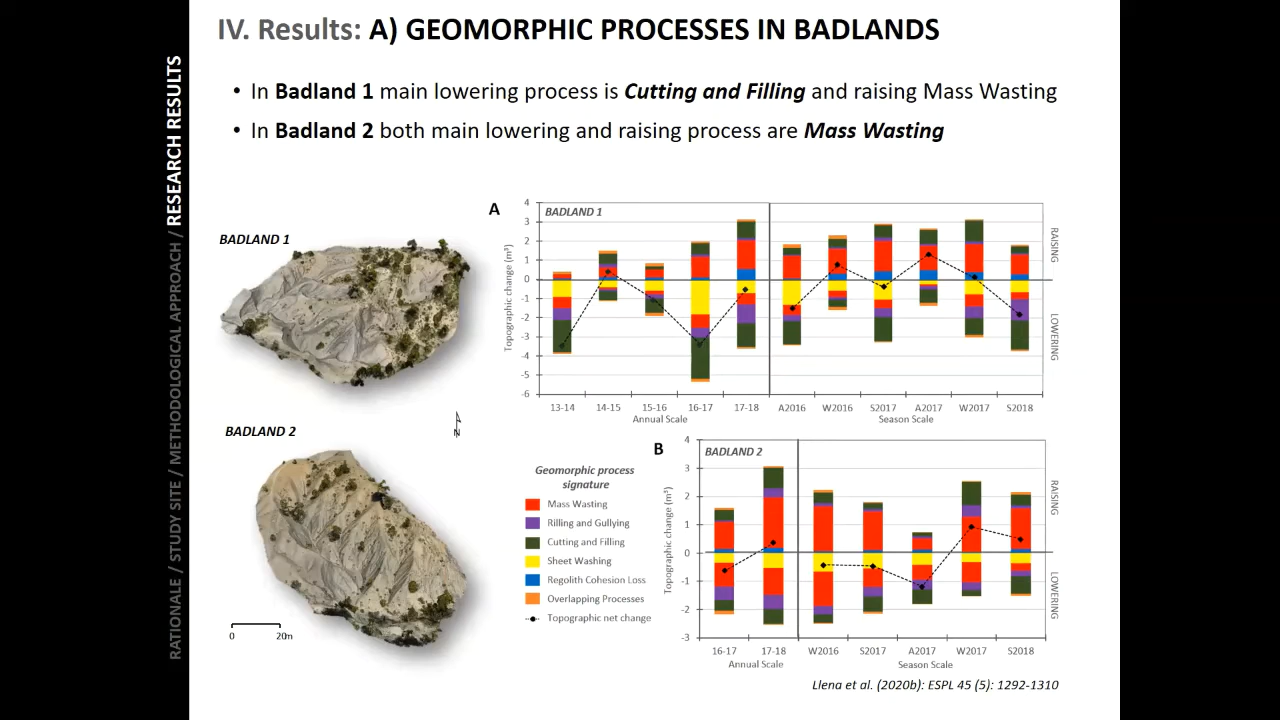 IV. Results: A) GEOMORPHIC PROCESSES IN BADLANDS
RATIONALE / STUDY SITE / METHODOLOGICAL APPROACH / RESEARCH RESULTS
• In Badland 1 main lowering process is Cutting and Filling and raising Mass Wasting
• In Badland 2 both main lowering and raising process are Mass Wasting
BADLAND 1
BADLAND 2
N
0 20m
A
BADLAND 1
Topographic change (m³)
4
3
2
1
0
-1
-2
-3
-4
-5
-6
RAISING
LOWERING
13-14 14-15 15-16 16-17 17-18 A2016 W2016 S2017 A2017 W2017 S2018
Annual Scale Season Scale
Geomorphic process
signature
Mass Wasting
Rilling and Gullying
Cutting and Filling
Sheet Washing
Regolith Cohesion Loss
Overlapping Processes
Topographic net change
B
BADLAND 2
Topographic change (m³)
4
3
2
1
0
-1
-2
-3
RAISING
LOWERING
16-17 17-18 W2016 S2017 A2017 W2017 S2018
Annual Scale Season Scale
Llena et al. (2020b): ESPL 45 (5): 1292-1310